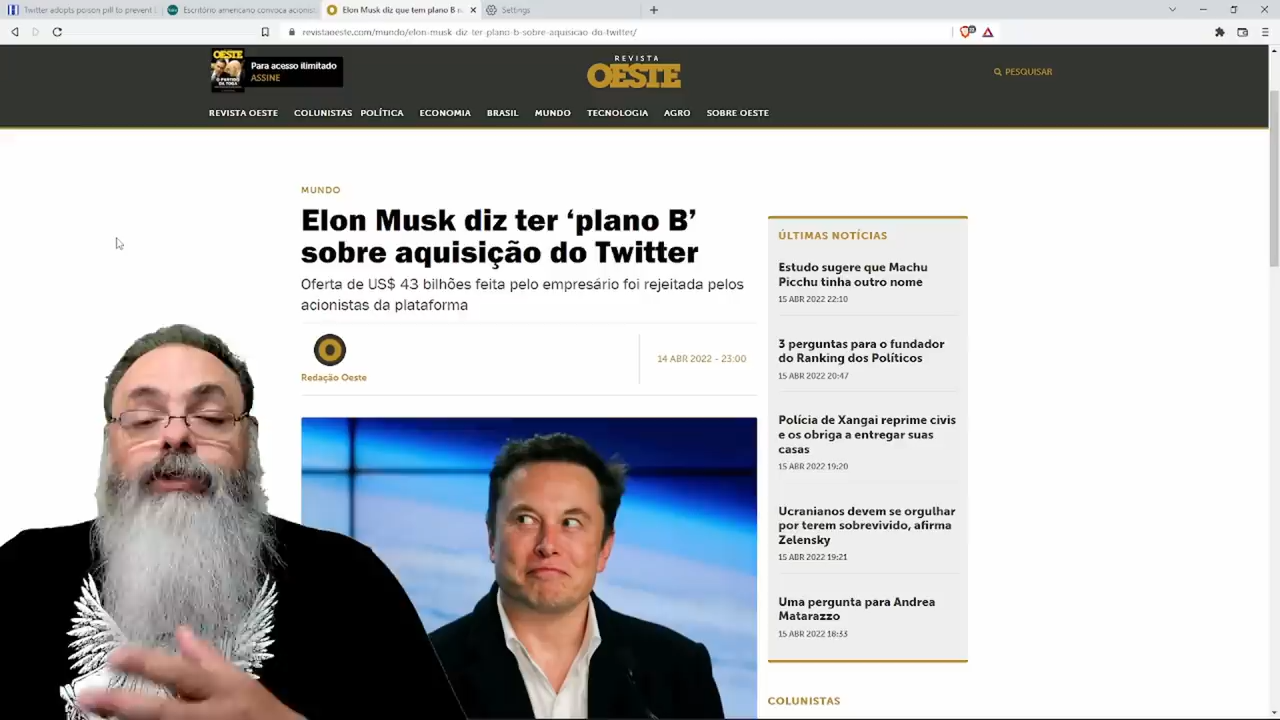 Twitter adopts poison pill to prevent
Escritório americano convoca acionist
Elon Musk diz que tem plano B n
Settings
revistaoeste.com/mundo/elon-musk-diz-ter-plano-b-sobre-aquisicao-do-twitter/
OESTE
Para acesso ilimitado
ASSINE
REVISTA
OESTE
PESQUISAR
REVISTA OESTE COLUNISTAS POLÍTICA ECONOMIA BRASIL MUNDO TECNOLOGIA AGRO SOBRE OESTE
MUNDO
Elon Musk diz ter ‘plano B’
sobre aquisição do Twitter
Oferta de US$ 43 bilhões feita pelo empresário foi rejeitada pelos
acionistas da plataforma
Redação Oeste
14 ABR 2022 - 23:00
ÚLTIMAS NOTÍCIAS
Estudo sugere que Machu
Picchu tinha outro nome
15 ABR 2022 22:10
3 perguntas para o fundador
do Ranking dos Políticos
15 ABR 2022 20:47
Polícia de Xangai reprime civis
e os obriga a entregar suas
casas
15 ABR 2022 19:20
Ucranianos devem se orgulhar
por terem sobrevivido, afirma
Zelensky
15 ABR 2022 19:21
Uma pergunta para Andrea
Matarazzo
15 ABR 2022 18:33
COLUNISTAS